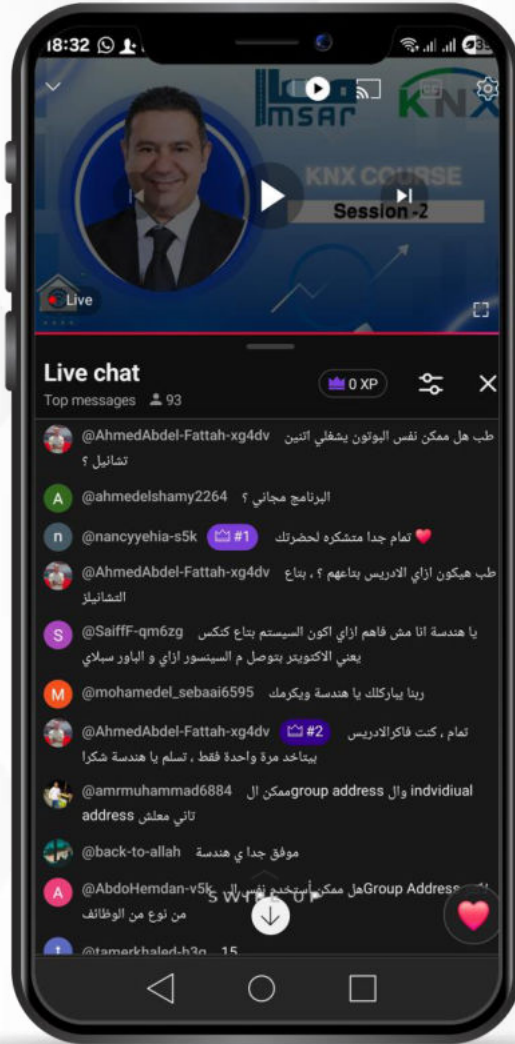 18:32
مسار
IMSAR
KNX
KNX COURSE
Session -2
Live
Live chat
Top messages 93
0 XP
@AhmedAbdel-Fattah-xg4dv طب هل ممكن نفس البوتون يشغلي اتنين
تشانيل ؟
A @ahmedelshamy2264 البرنامج مجاني ؟
n @nancyyehia-s5k #1 تمام جدا متشكره لحضرتك ❤️
@AhmedAbdel-Fattah-xg4dv طب هيكون ازاي الادريس بتاعهم ؟ ، بتاع
التشانيلز
S @SaiffF-qm6zg يا هندسة انا مش فاهم ازاي اكون السيستم بتاع كنكس
يعني الاكتويتر بتوصل م السينسور ازاي و الباور سبلاي
M @mohamedel_sebaai6595 ربنا يباركلك يا هندسة ويكرمك
@AhmedAbdel-Fattah-xg4dv #2 تمام ، كنت فاكرالادريس
بيتاخد مرة واحدة فقط ، تسلم يا هندسة شكرا
@amrmuhammad6884 ممكن ال group address وال indvidiual
address تاني معلش
@back-to-allah موفق جدا ي هندسة
A @AbdoHemdan-v5k هل ممكن أستخدم نفس ال Group Address
من نوع من الوظائف
SWIPE UP
t @tamerkhaled-h3g 15